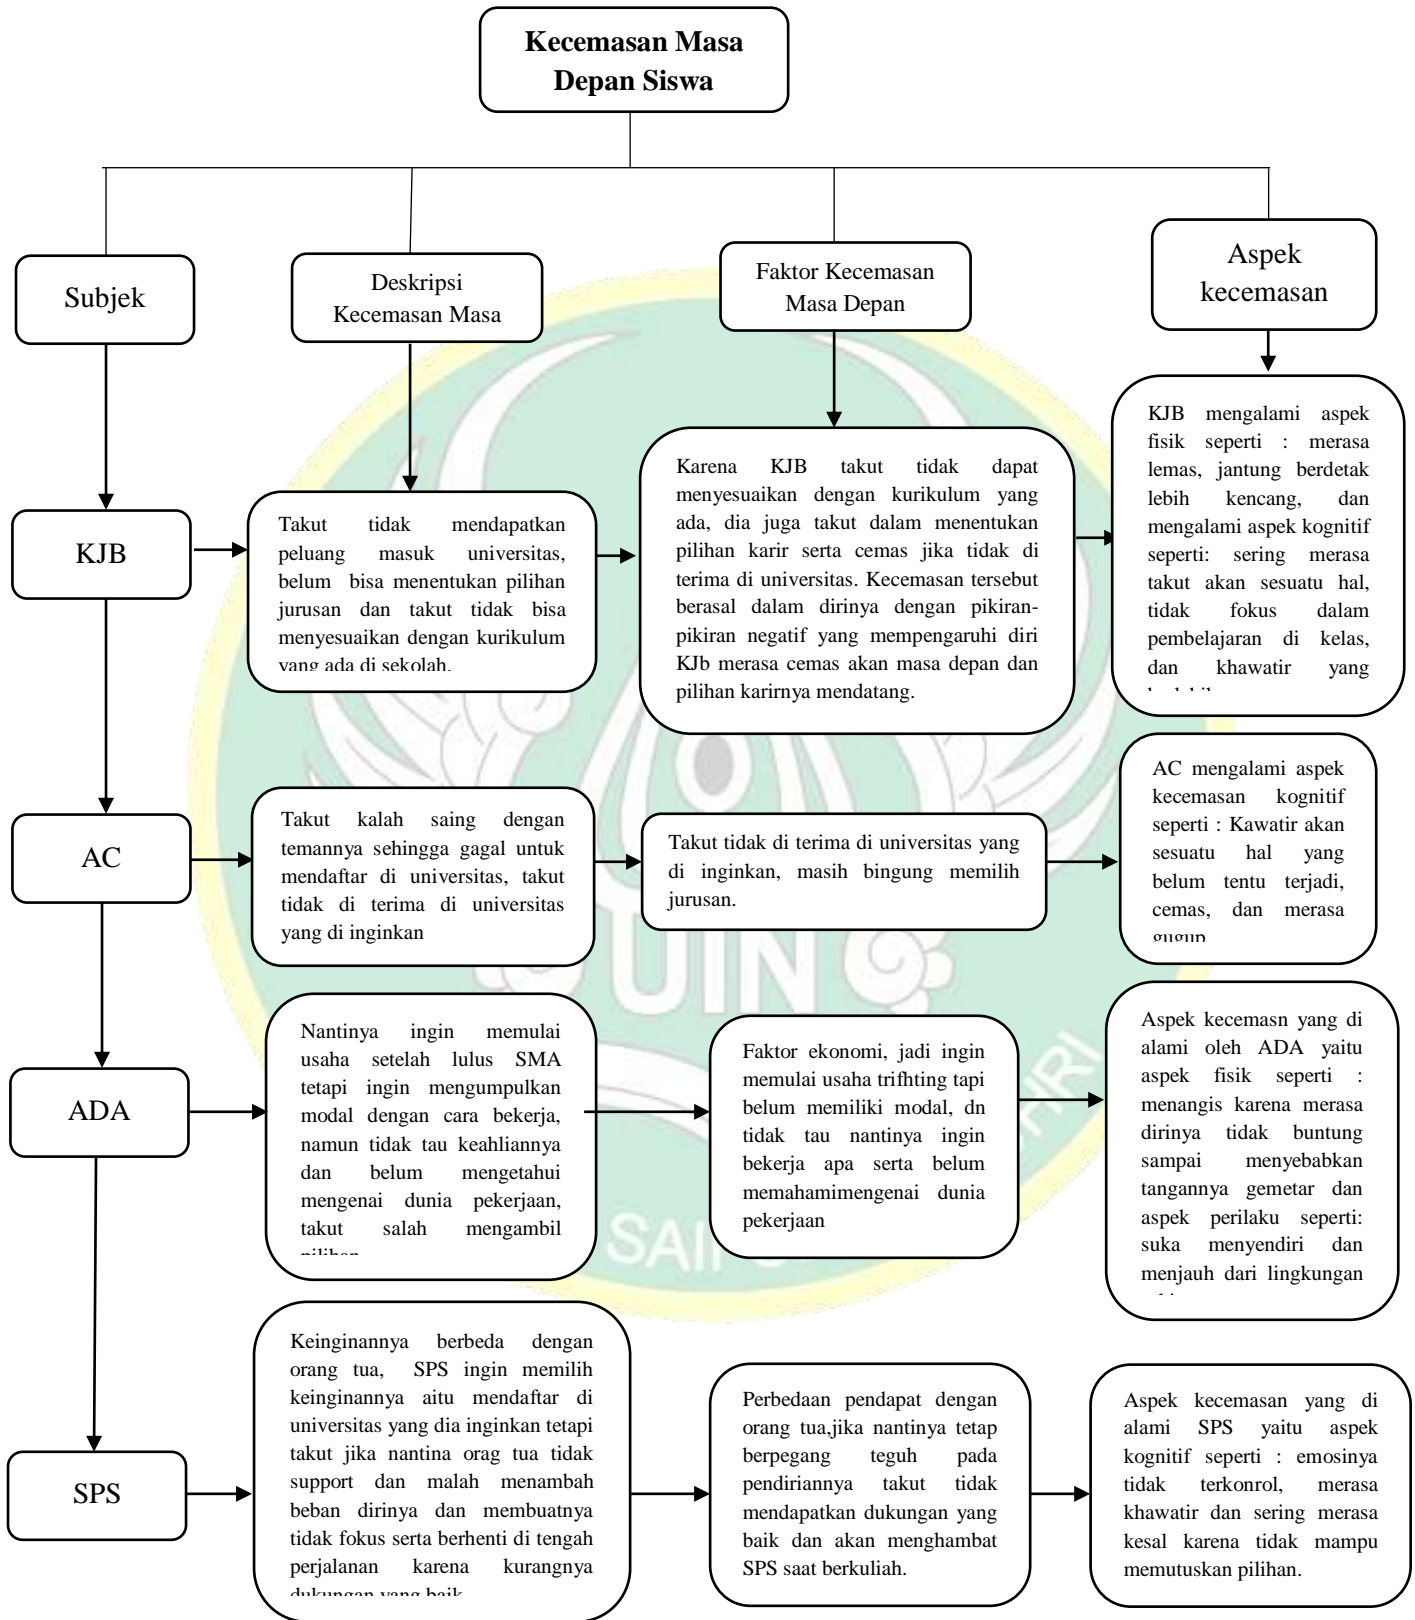 Kecemasan Masa
Depan Siswa
Subjek
Deskripsi
Kecemasan Masa
Faktor Kecemasan
Masa Depan
Aspek
kecemasan
KJB
Takut tidak mendapatkan
peluang masuk universitas,
belum bisa menentukan pilihan
jurusan dan takut tidak bisa
menyesuaikan dengan kurikulum
yang ada di sekolah.
Karena KJB takut tidak dapat
menyesuaikan dengan kurikulum yang
ada, dia juga takut dalam menentukan
pilihan karir serta cemas jika tidak di
terima di universitas. Kecemasan tersebut
berasal dalam dirinya dengan pikiran-
pikiran negatif yang mempengaruhi diri
KJb merasa cemas akan masa depan dan
pilihan karirnya mendatang.
KJB mengalami aspek
fisik seperti : merasa
lemas, jantung berdetak
lebih kencang, dan
mengalami aspek kognitif
seperti: sering merasa
takut akan sesuatu hal,
tidak fokus dalam
pembelajaran di kelas,
dan khawatir yang
AC
Takut kalah saing dengan
temannya sehingga gagal untuk
mendaftar di universitas, takut
tidak di terima di universitas
yang di inginkan
Takut tidak di terima di universitas yang
di inginkan, masih bingung memilih
jurusan.
AC mengalami aspek
kecemasan kognitif
seperti : Kawatir akan
sesuatu hal yang
belum tentu terjadi,
cemas, dan merasa
gugup
ADA
Nantinya ingin memulai
usaha setelah lulus SMA
tetapi ingin mengumpulkan
modal dengan cara bekerja,
namun tidak tau keahliannya
dan belum mengetahui
mengenai dunia pekerjaan,
takut salah mengambil
pilihan
Faktor ekonomi, jadi ingin
memulai usaha trifhting tapi
belum memiliki modal, dn
tidak tau nantinya ingin
bekerja apa serta belum
memahamimengenai dunia
pekerjaan
Aspek kecemasn yang di
alami oleh ADA yaitu
aspek fisik seperti :
menangis karena merasa
dirinya tidak buntung
sampai menyebabkan
tangannya gemetar dan
aspek perilaku seperti:
suka menyendiri dan
menjauh dari lingkungan
SPS
Keinginannya berbeda dengan
orang tua, SPS ingin memilih
keinginannya aitu mendaftar di
universitas yang dia inginkan tetapi
takut jika nantina orag tua tidak
support dan malah menambah
beban dirinya dan membuatnya
tidak fokus serta berhenti di tengah
perjalanan karena kurangnya
dukungan yang baik
Perbedaan pendapat dengan
orang tua,jika nantinya tetap
berpegang teguh pada
pendiriannya takut tidak
mendapatkan dukungan yang
baik dan akan menghambat
SPS saat berkuliah.
Aspek kecemasan yang di
alami SPS yaitu aspek
kognitif seperti : emosinya
tidak terkonrol, merasa
khawatir dan sering merasa
kesal karena tidak mampu
memutuskan pilihan.
UIN